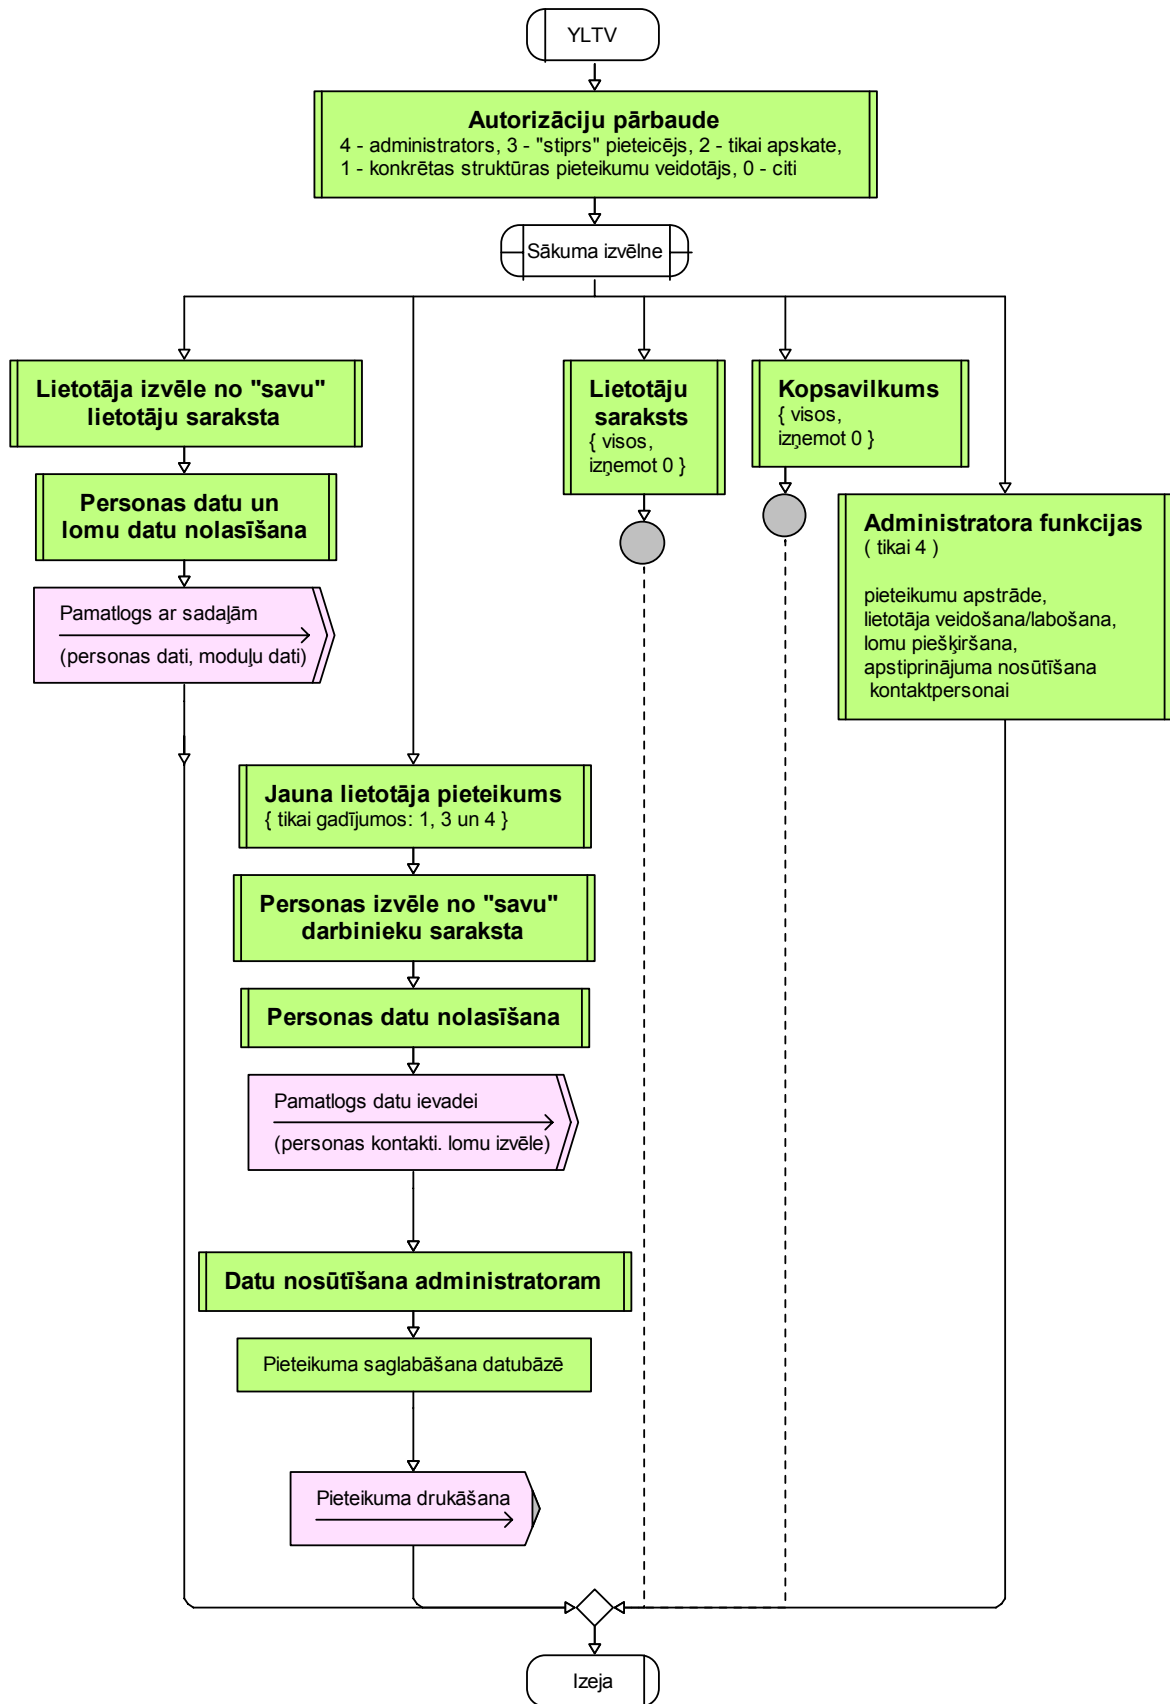 YLTV
Autorizāciju pārbaude
4 - administrators, 3 - "stiprs" pieteicējs, 2 - tikai apskate,
1 - konkrētas struktūras pieteikumu veidotājs, 0 - citi
Sākuma izvēlne
Lietotāja izvēle no "savu"
lietotāju saraksta
Personas datu un
lomu datu nolasīšana
Pamatlogs ar sadaļām
(personas dati, moduļu dati)
Lietotāju
saraksts
{ visos,
izņemot 0 }
Kopsavilkums
{ visos,
izņemot 0 }
Administratora funkcijas
( tikai 4 )
pieteikumu apstrāde,
lietotāja veidošana/labošana,
lomu piešķiršana,
apstiprinājuma nosūtīšana
kontaktpersonai
Jauna lietotāja pieteikums
{ tikai gadījumos: 1, 3 un 4 }
Personas izvēle no "savu"
darbinieku saraksta
Personas datu nolasīšana
Pamatlogs datu ievadei
(personas kontakti. lomu izvēle)
Datu nosūtīšana administratoram
Pieteikuma saglabāšana datubāzē
Pieteikuma drukāšana
Izeja